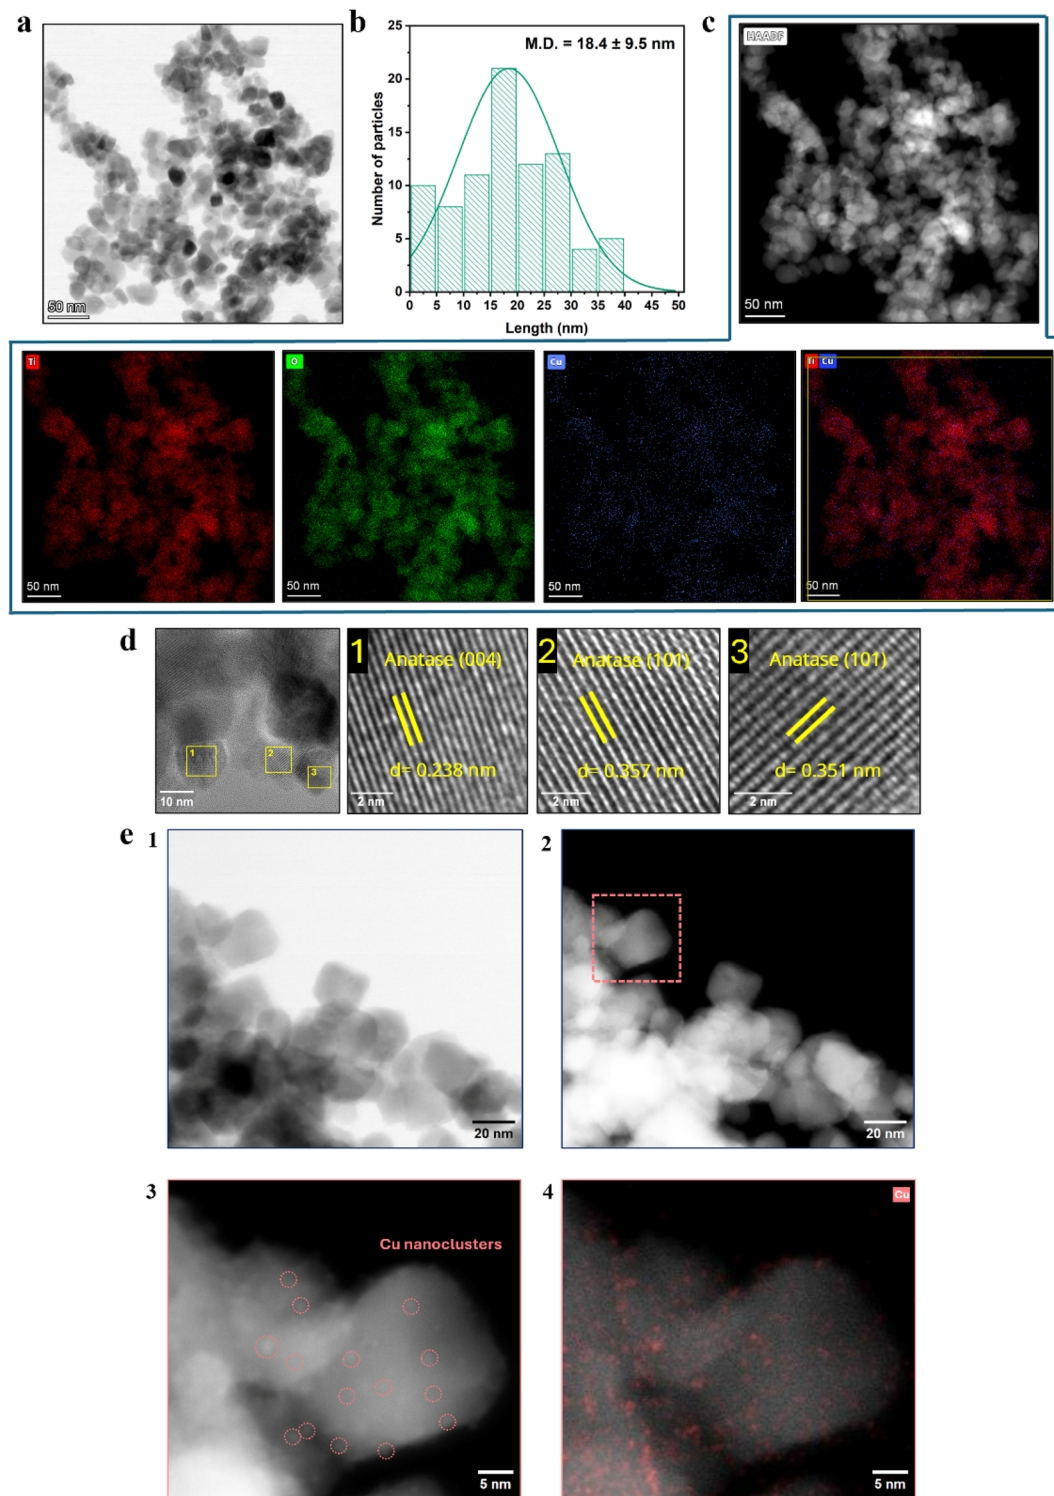 a
50 nm
b
M.D. = 18.4 ± 9.5 nm
Number of particles
25
20
15
10
5
0
0 5 10 15 20 25 30 35 40 45 50
Length (nm)
c
HAADF
50 nm
Ti
50 nm
O
50 nm
Cu
50 nm
Ti Cu
50 nm
d
1
2
3
10 nm
1
Anatase (004)
d= 0.238 nm
2 nm
2
Anatase (101)
d= 0.357 nm
2 nm
3
Anatase (101)
d= 0.351 nm
2 nm
e
1
20 nm
2
20 nm
3
Cu nanoclusters
5 nm
4
Cu
5 nm